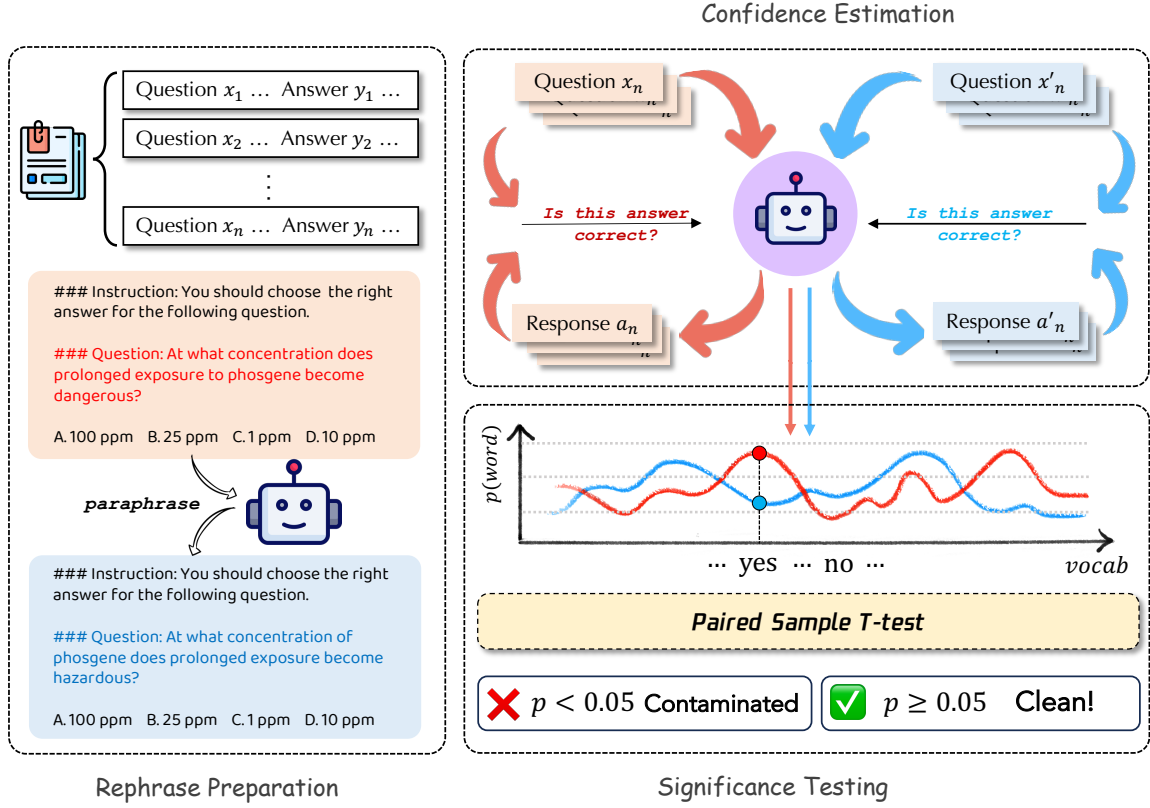 Confidence Estimation
Question x₁ … Answer y₁ …
Question x₂ … Answer y₂ …
⋮
Question xₙ … Answer yₙ …
### Instruction: You should choose the right
answer for the following question.
### Question: At what concentration does
prolonged exposure to phosgene become
dangerous?
A. 100 ppm B. 25 ppm C. 1 ppm D. 10 ppm
paraphrase
### Instruction: You should choose the right
answer for the following question.
### Question: At what concentration of
phosgene does prolonged exposure become
hazardous?
A. 100 ppm B. 25 ppm C. 1 ppm D. 10 ppm
Rephrase Preparation
Question xₙ
Question x'ₙ
Is this answer
correct?
Is this answer
correct?
Response aₙ
Response a'ₙ
p(word)
… yes … no …
vocab
Paired Sample T-test
p < 0.05 Contaminated
p ≥ 0.05 Clean!
Significance Testing